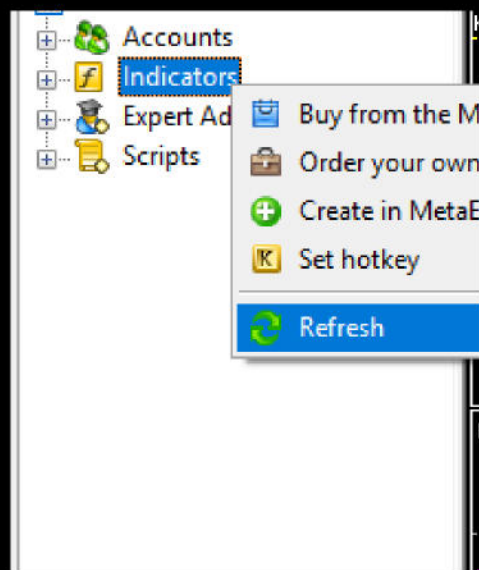 Accounts
Indicators
Expert Ad
Scripts
Buy from the M
Order your own
Create in MetaE
Set hotkey
Refresh